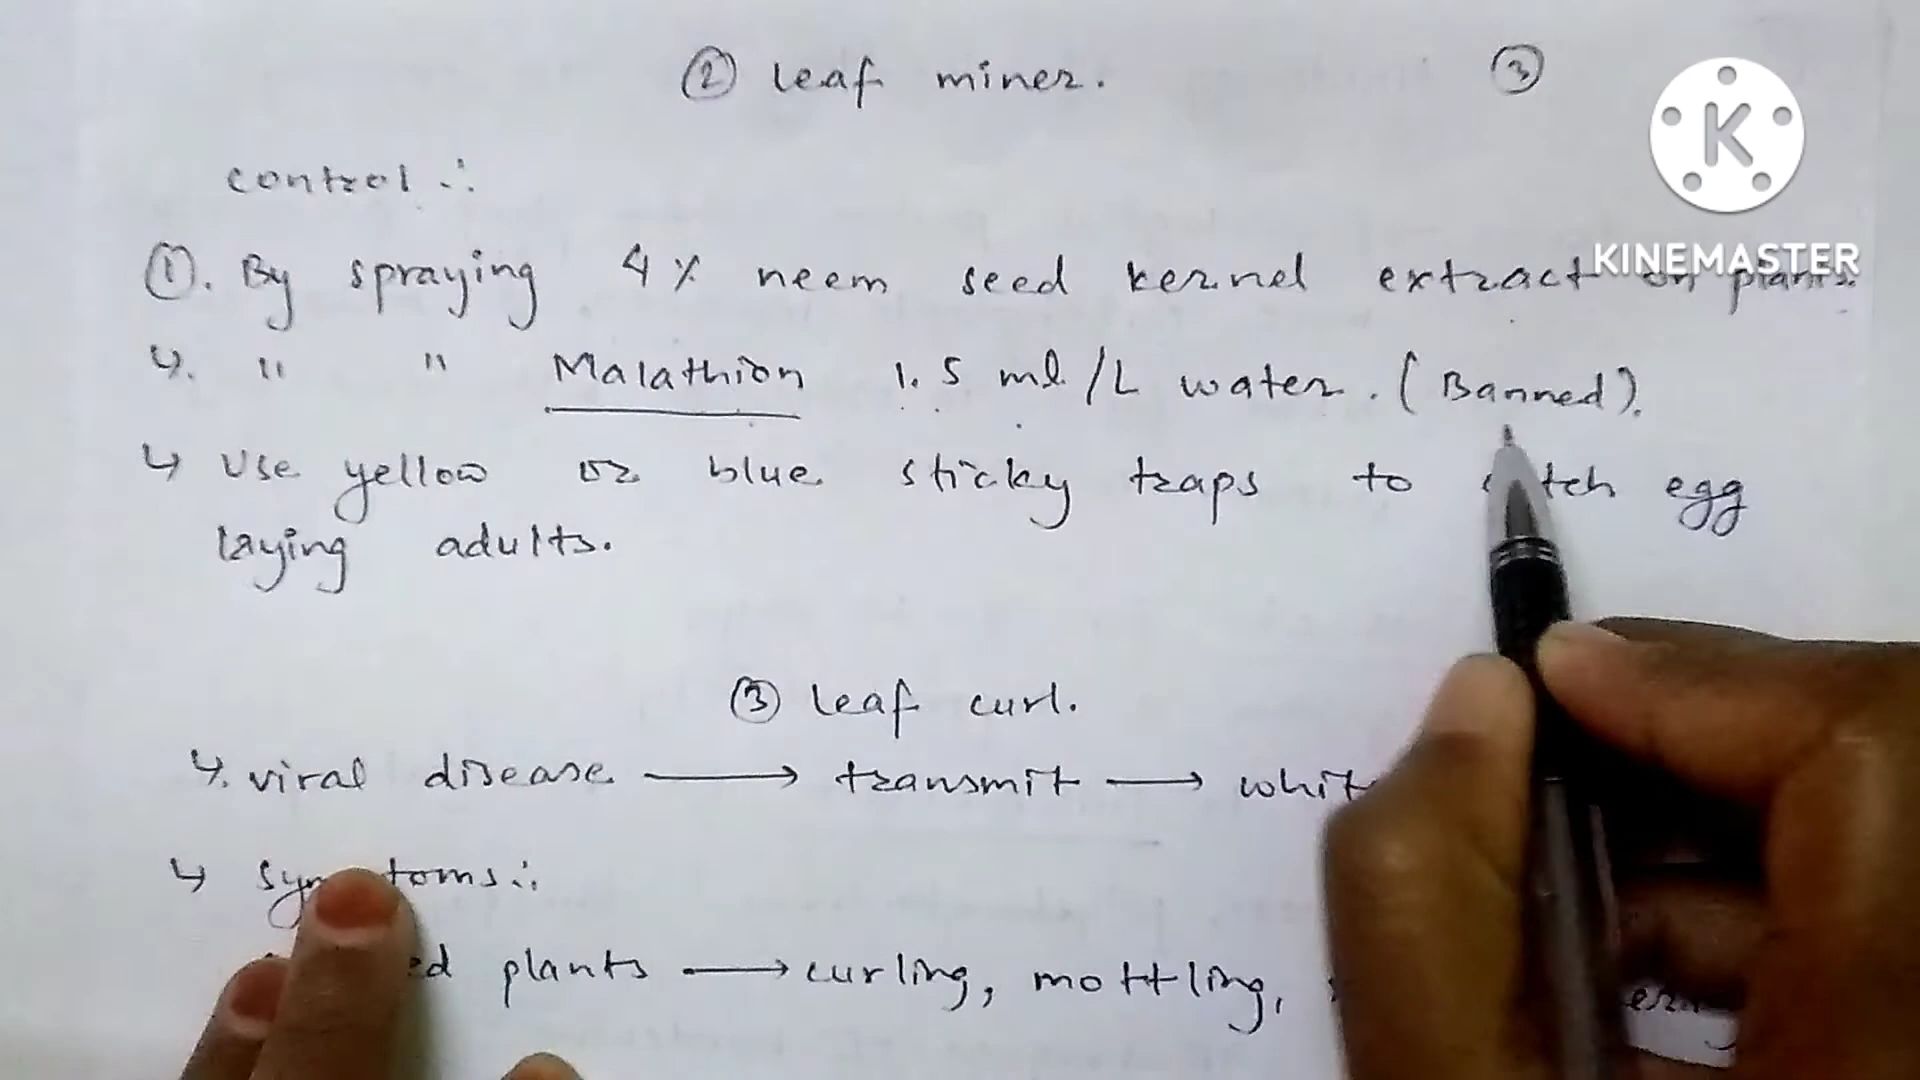 ② leaf miner. ③
K
KINEMASTER
control :
①. By spraying 4% neem seed kernel extract on plants.
↳. " " Malathion 1.5 ml/L water. (Banned).
↳ Use yellow or blue sticky traps to egg
laying adults.
③ leaf curl.
↳. viral disease → transmit →
↳
plants → curling, mottling,